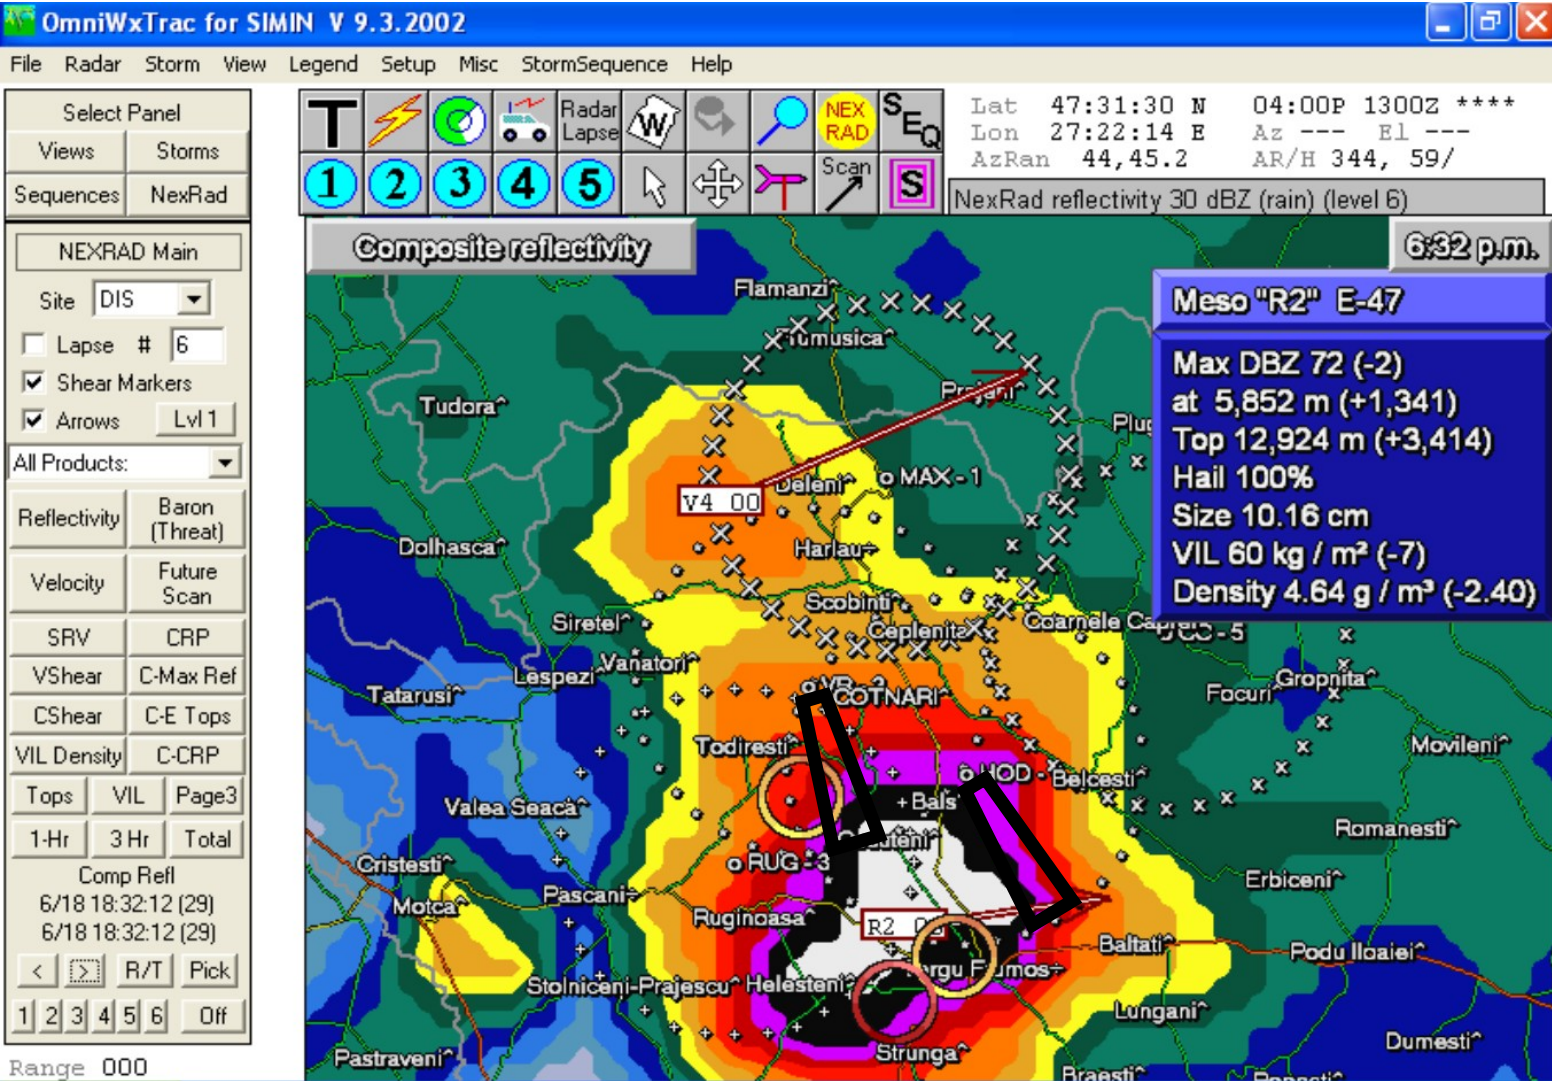 OmniWxTrac for SIMIN V 9.3.2002
File Radar Storm View Legend Setup Misc StormSequence Help
Select Panel
Views Storms
Sequences NexRad
NEXRAD Main
Site DIS
Lapse # 6
Shear Markers
Arrows Lvl 1
All Products:
Reflectivity Baron (Threat)
Velocity Future Scan
SRV CRP
VShear C-Max Ref
CShear C-E Tops
VIL Density C-CRP
Tops VIL Page3
1-Hr 3 Hr Total
Comp Refl
6/18 18:32:12 (29)
6/18 18:32:12 (29)
< > R/T Pick
1 2 3 4 5 6 Off
Range 000
T Radar Lapse W NEX RAD SEQ
1 2 3 4 5 Scan S
Lat 47:31:30 N 04:00P 1300Z ****
Lon 27:22:14 E Az --- El ---
AzRan 44,45.2 AR/H 344, 59/
NexRad reflectivity 30 dBZ (rain) (level 6)
Composite reflectivity
6:32 p.m.
Meso "R2" E-47
Max DBZ 72 (-2)
at 5,852 m (+1,341)
Top 12,924 m (+3,414)
Hail 100%
Size 10.16 cm
VIL 60 kg / m² (-7)
Density 4.64 g / m³ (-2.40)
Flamanzi^
Tudora^
V4 00
Deleni^
o MAX - 1
Dolhasca^
Harlau÷
Scobinti^
Siretel^
Ceplenita
Vanatori^
Lespezi
Tatarusi^
COTNARI^
Focuri
Gropnita^
Todiresti^
Movileni^
Belcesti^
Valea Seaca^
+Bals
Romanesti^
o RUG - 3
Cristesti^
Erbiceni^
Pascani÷
Motca^
Ruginoasa^
R2
Baltati^
Podu Iloaiei^
Stolniceni-Prajescu^
Helesteni^
Lungani^
Strunga^
Dumesti^
Pastraveni^